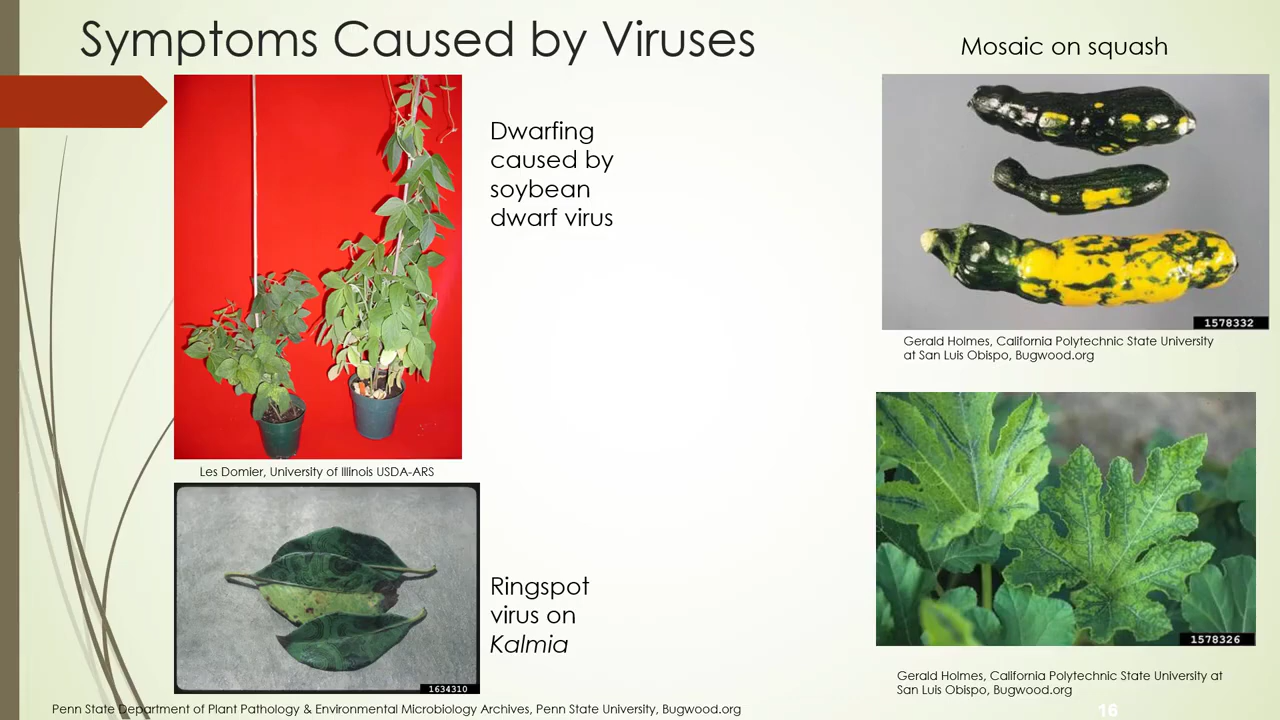 Symptoms Caused by Viruses
Mosaic on squash
Dwarfing
caused by
soybean
dwarf virus
1578332
Gerald Holmes, California Polytechnic State University
at San Luis Obispo, Bugwood.org
Les Domier, University of Illinois USDA-ARS
Ringspot
virus on
Kalmia
1578326
1634310
Gerald Holmes, California Polytechnic State University at
San Luis Obispo, Bugwood.org
Penn State Department of Plant Pathology & Environmental Microbiology Archives, Penn State University, Bugwood.org
16